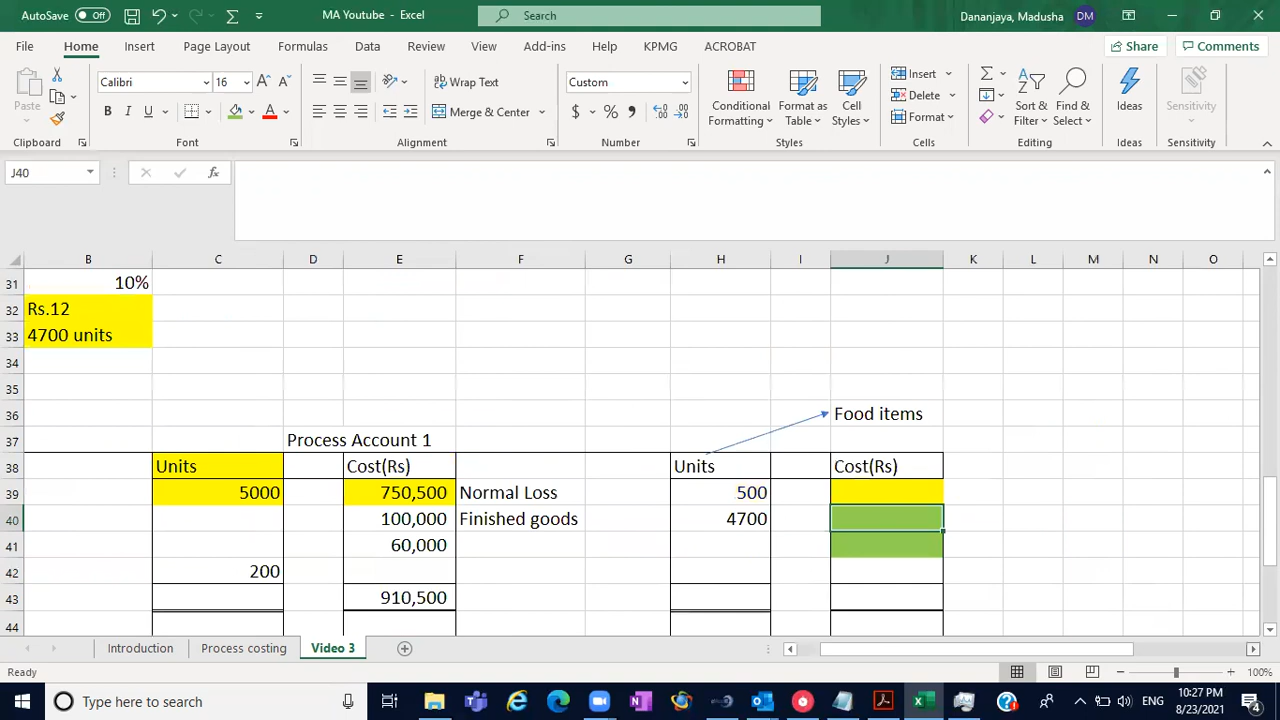 AutoSave Off MA Youtube - Excel Search Dananjaya, Madusha DM
File Home Insert Page Layout Formulas Data Review View Add-ins Help KPMG ACROBAT Share Comments
Paste Calibri 16 A A Wrap Text Custom Conditional Formatting Format as Table Cell Styles Insert Sort & Filter Find & Select Ideas Sensitivity
B I U A Merge & Center $ % , Delete
Format
Clipboard Font Alignment Number Styles Cells Editing Ideas Sensitivity
J40 fx
B C D E F G H I J K L M N O
31 10%
32 Rs.12
33 4700 units
34
35
36 Food items
37 Process Account 1
38 Units Cost(Rs) Units Cost(Rs)
39 5000 750,500 Normal Loss 500
40 100,000 Finished goods 4700
41 60,000
42 200
43 910,500
44
Introduction Process costing Video 3
Ready 100%
Type here to search ENG 10:27 PM
8/23/2021 4